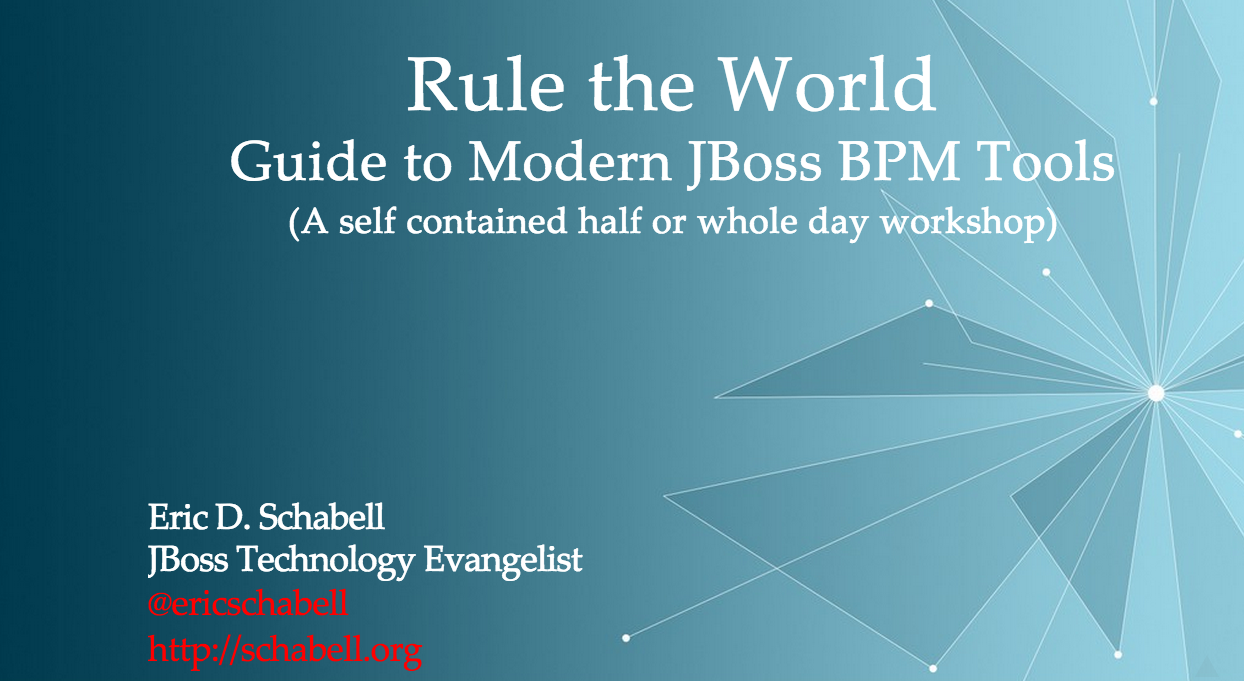 Rule the World
Guide to Modern JBoss BPM Tools
(A self contained half or whole day workshop)
Eric D. Schabell
JBoss Technology Evangelist
@ericschabell
http://schabell.org